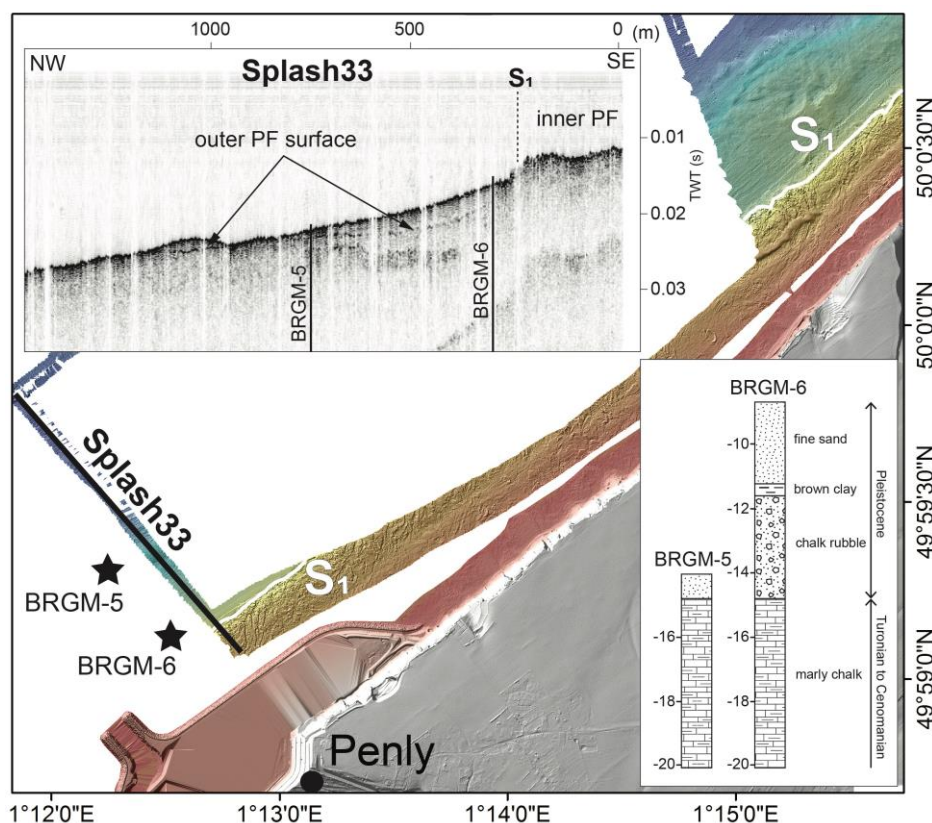 1000 500 0 (m)
NW Splash33 S₁ SE
inner PF
outer PF surface
0.01
TWT (s)
0.02
0.03
BRGM-5
BRGM-6
S₁
50°0'30"N
50°0'0"N
49°59'30"N
49°59'0"N
Splash33
BRGM-5
BRGM-6
S₁
Penly
BRGM-6
-10
-12
-14
-16
-18
-20
fine sand
brown clay
chalk rubble
marly chalk
Pleistocene
Turonian to Cenomanian
BRGM-5
-16
-18
-20
1°12'0"E 1°13'0"E 1°14'0"E 1°15'0"E